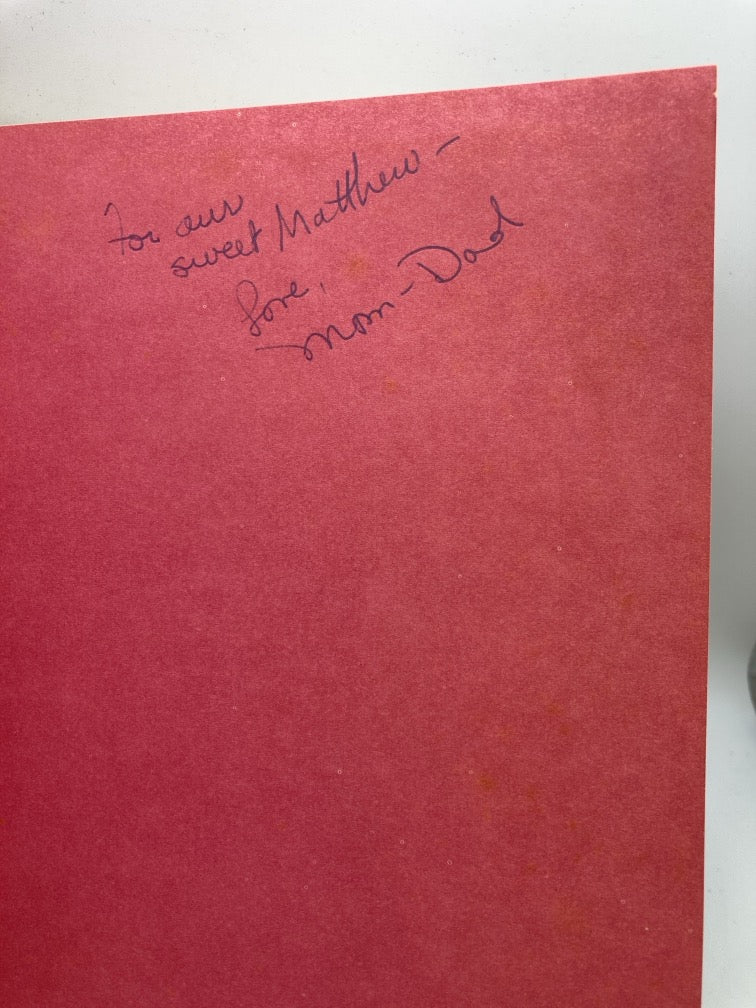 For our
sweet Matthew -
Love,
Mom - Dad